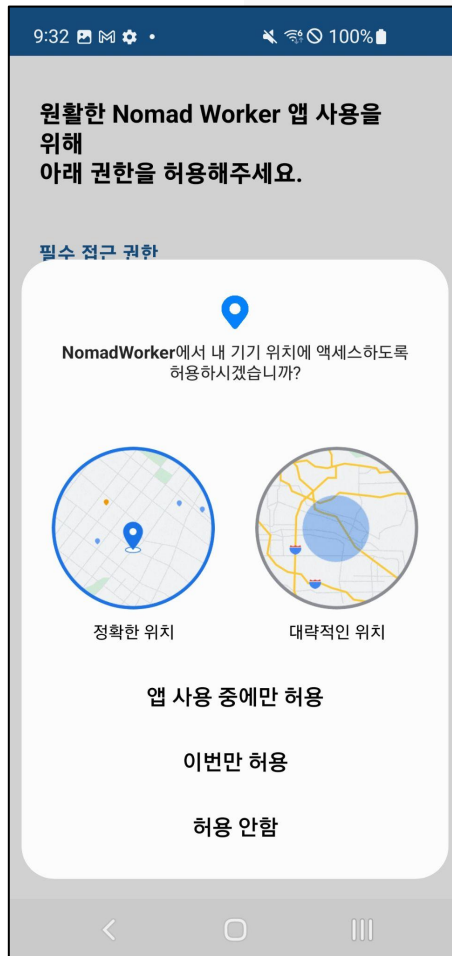 9:32
100%
원활한 Nomad Worker 앱 사용을
위해
아래 권한을 허용해주세요.
필수 접근 권한
NomadWorker에서 내 기기 위치에 액세스하도록
허용하시겠습니까?
정확한 위치 대략적인 위치
앱 사용 중에만 허용
이번만 허용
허용 안함